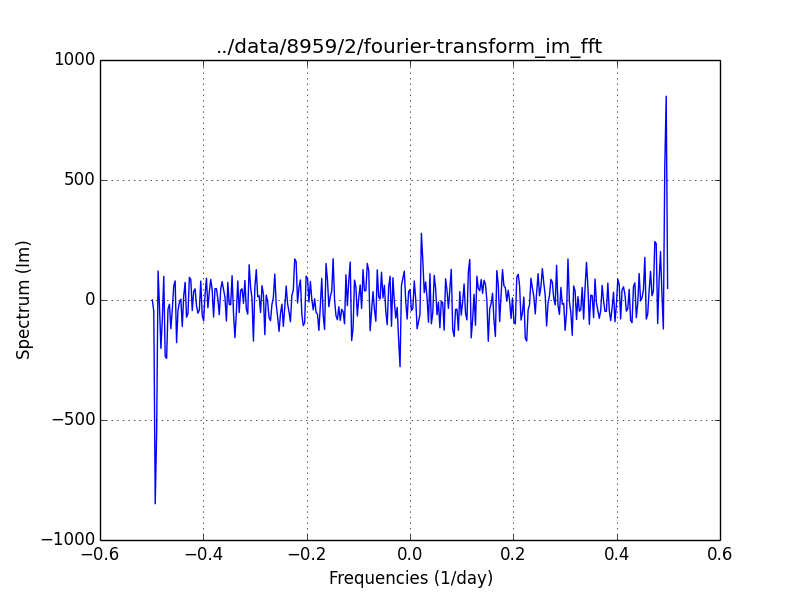 ../data/8959/2/fourier-transform_im_fft
1000
500
0
−500
−1000
Spectrum (Im)
−0.6 −0.4 −0.2 0.0 0.2 0.4 0.6
Frequencies (1/day)